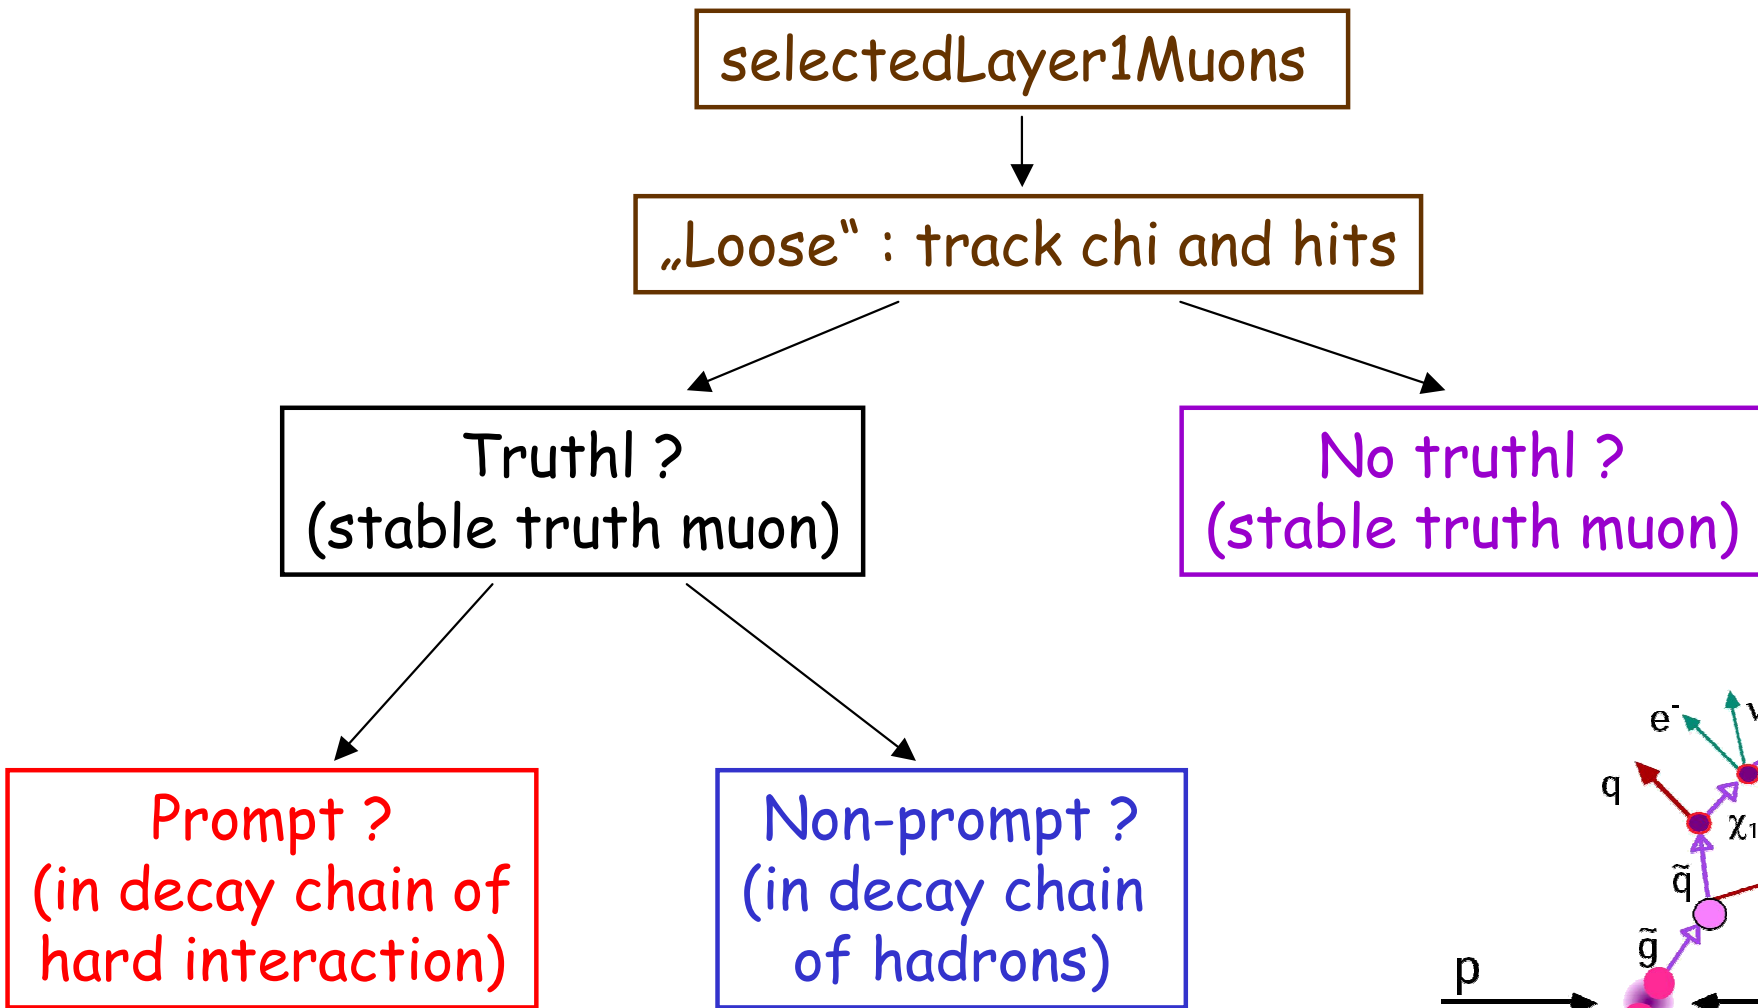 selectedLayer1Muons
„Loose“ : track chi and hits
Truthl ?
(stable truth muon)
No truthl ?
(stable truth muon)
Prompt ?
(in decay chain of
hard interaction)
Non-prompt ?
(in decay chain
of hadrons)
e-
q
χ1
q̃
g̃
p